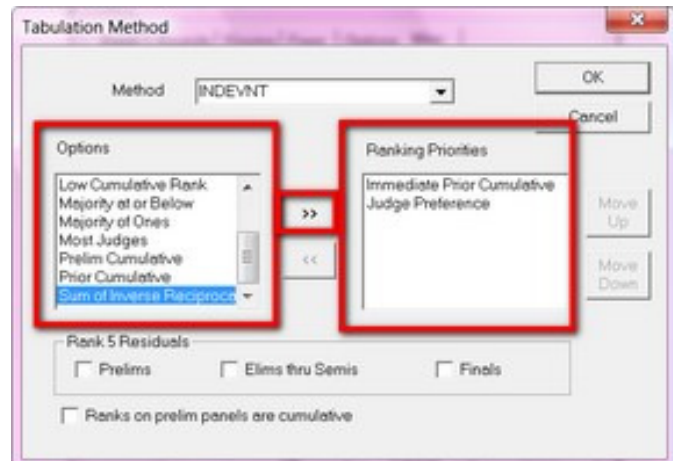 Tabulation Method
Method INDEVNT
OK
Cancel
Options
Low Cumulative Rank
Majority at or Below
Majority of Ones
Most Judges
Prelim Cumulative
Prior Cumulative
Sum of Inverse Reciproca
>>
<<
Ranking Priorities
Immediate Prior Cumulative
Judge Preference
Move
Up
Move
Down
Rank 5 Residuals
Prelims Elims thru Semis Finals
Ranks on prelim panels are cumulative